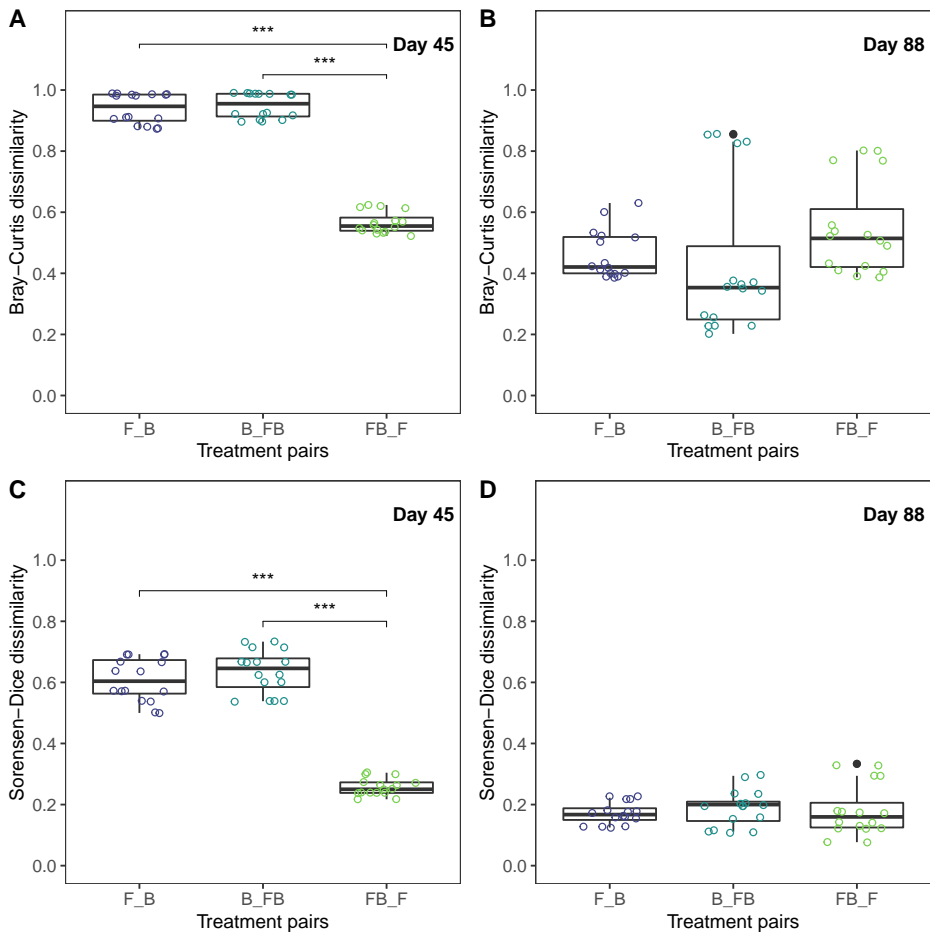 A
Day 45
***
***
Bray−Curtis dissimilarity
1.0
0.8
0.6
0.4
0.2
0.0
F_B
B_FB
FB_F
Treatment pairs
B
Day 88
Bray−Curtis dissimilarity
1.0
0.8
0.6
0.4
0.2
0.0
F_B
B_FB
FB_F
Treatment pairs
C
Day 45
***
***
Sorensen−Dice dissimilarity
1.0
0.8
0.6
0.4
0.2
0.0
F_B
B_FB
FB_F
Treatment pairs
D
Day 88
Sorensen−Dice dissimilarity
1.0
0.8
0.6
0.4
0.2
0.0
F_B
B_FB
FB_F
Treatment pairs